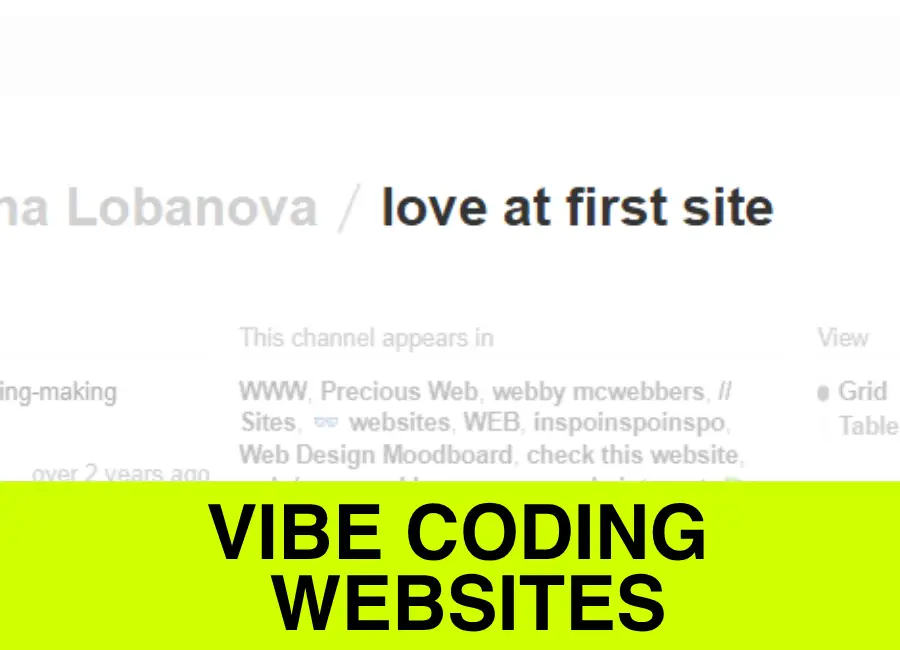 na Lobanova / love at first site
This channel appears in
View
ing-making
WWW, Precious Web, webby mcwebbers, //
Grid
Sites, 👓 websites, WEB, inspoinspoinspo,
Table
Web Design Moodboard, check this website,
over 2 years ago
VIBE CODING
WEBSITES